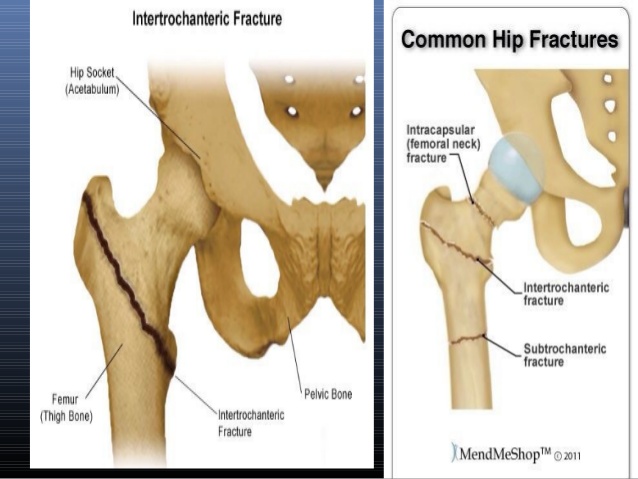 Intertrochanteric Fracture
Hip Socket
(Acetabulum)
Femur
(Thigh Bone)
Pelvic Bone
Intertrochanteric
Fracture
Common Hip Fractures
Intracapsular
(femoral neck)
fracture
Intertrochanteric
fracture
Subtrochanteric
fracture
MendMeShop™ © 2011